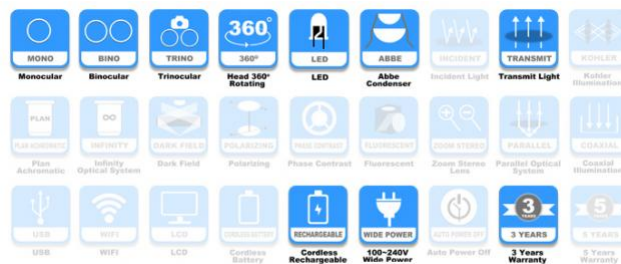 MONO BINO TRINO 360° 360° LED ABBE INCIDENT TRANSMIT KOHLER
Monocular Binocular Trinocular Head 360° Rotating LED Abbe Condenser Incident Light Transmit Light Kohler Illumination
PLAN ∞
PLAN ACHROMATIC INFINITY DARK FIELD POLARIZING PHASE CONTRAST FLUORESCENT ZOOM STEREO PARALLEL COAXIAL
Plan Achromatic Infinity Optical System Dark Field Polarizing Phase Contrast Fluorescent Zoom Stereo Lens Parallel Optical System Coaxial Illumination
3 YEARS 5 YEARS
USB WIFI LCD CORDLESS BATTERY RECHARGEABLE WIDE POWER AUTO POWER OFF 3 YEARS 5 YEARS
USB WIFI LCD Cordless Battery Cordless Rechargeable 100~240V Wide Power Auto Power Off 3 Years Warranty 5 Years Warranty